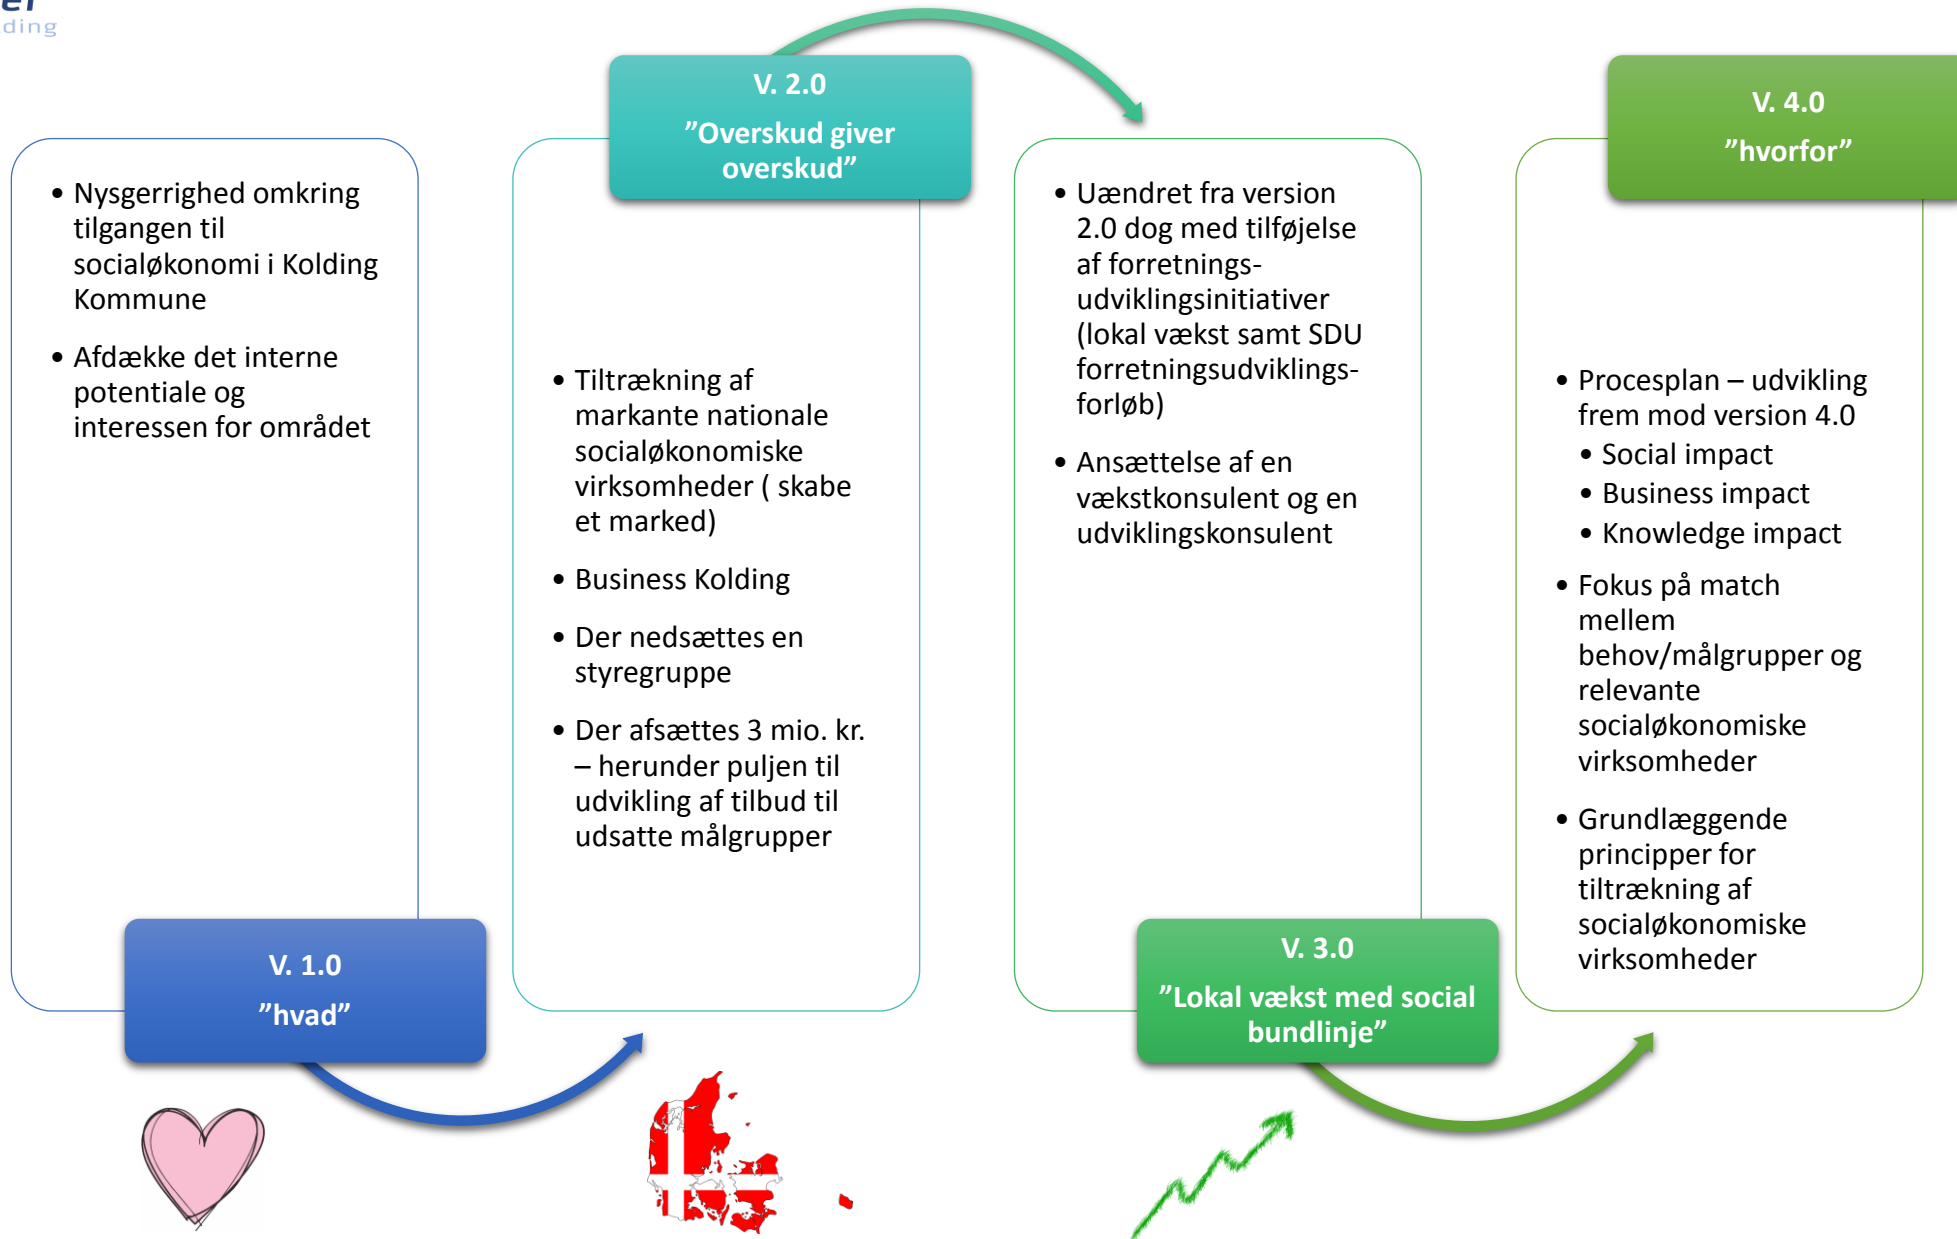 V. 1.0
”hvad”
• Nysgerrighed omkring
tilgangen til
socialøkonomi i Kolding
Kommune
• Afdække det interne
potentiale og
interessen for området
V. 2.0
”Overskud giver
overskud”
• Tiltrækning af
markante nationale
socialøkonomiske
virksomheder ( skabe
et marked)
• Business Kolding
• Der nedsættes en
styregruppe
• Der afsættes 3 mio. kr.
– herunder puljen til
udvikling af tilbud til
udsatte målgrupper
• Uændret fra version
2.0 dog med tilføjelse
af forretnings-
udviklingsinitiativer
(lokal vækst samt SDU
forretningsudviklings-
forløb)
• Ansættelse af en
vækstkonsulent og en
udviklingskonsulent
V. 3.0
”Lokal vækst med social
bundlinje”
V. 4.0
”hvorfor”
• Procesplan – udvikling
frem mod version 4.0
• Social impact
• Business impact
• Knowledge impact
• Fokus på match
mellem
behov/målgrupper og
relevante
socialøkonomiske
virksomheder
• Grundlæggende
principper for
tiltrækning af
socialøkonomiske
virksomheder